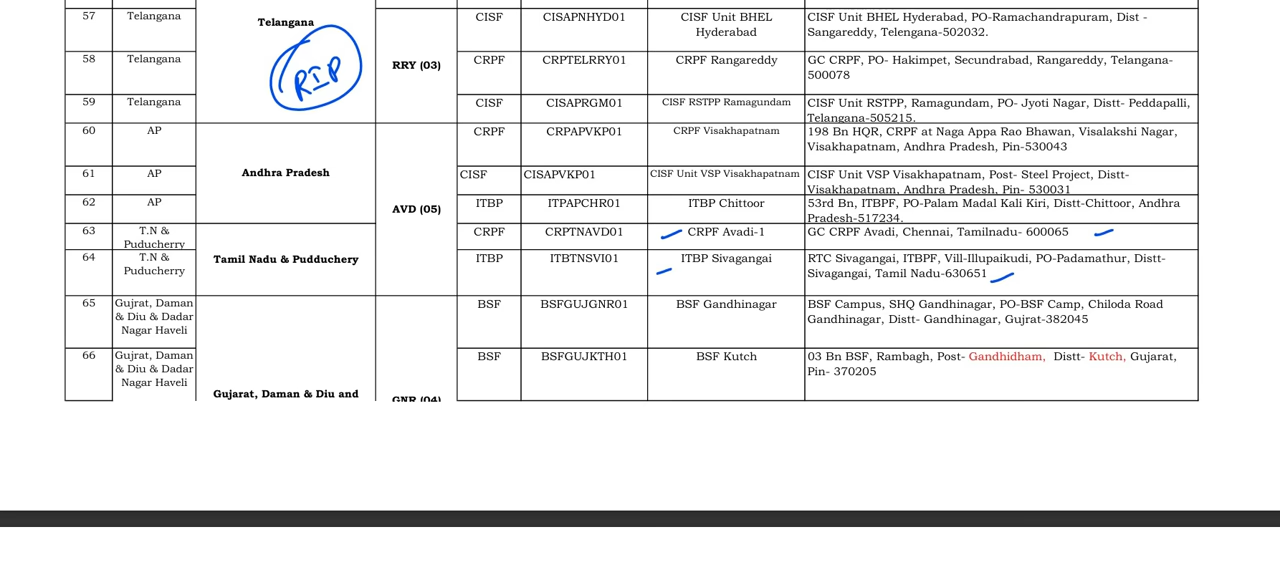 57 Telangana CISF CISAPNHYD01 CISF Unit BHEL CISF Unit BHEL Hyderabad, PO-Ramachandrapuram, Dist -
Telangana Hyderabad Sangareddy, Telengana-502032.
RIP
58 Telangana RRY (03) CRPF CRPTELRRY01 CRPF Rangareddy GC CRPF, PO- Hakimpet, Secundrabad, Rangareddy, Telangana-
500078
59 Telangana CISF CISAPRGM01 CISF RSTPP Ramagundam CISF Unit RSTPP, Ramagundam, PO- Jyoti Nagar, Distt- Peddapalli,
Telangana-505215.
60 AP CRPF CRPAPVKP01 CRPF Visakhapatnam 198 Bn HQR, CRPF at Naga Appa Rao Bhawan, Visalakshi Nagar,
Visakhapatnam, Andhra Pradesh, Pin-530043
61 AP Andhra Pradesh CISF CISAPVKP01 CISF Unit VSP Visakhapatnam CISF Unit VSP Visakhapatnam, Post- Steel Project, Distt-
Visakhapatnam, Andhra Pradesh, Pin- 530031
62 AP AVD (05) ITBP ITPAPCHR01 ITBP Chittoor 53rd Bn, ITBPF, PO-Palam Madal Kali Kiri, Distt-Chittoor, Andhra
Pradesh-517234.
63 T.N & CRPF CRPTNAVD01 CRPF Avadi-1 GC CRPF Avadi, Chennai, Tamilnadu- 600065
Puducherry
64 T.N & Tamil Nadu & Pudduchery ITBP ITBTNSVI01 ITBP Sivagangai RTC Sivagangai, ITBPF, Vill-Illupaikudi, PO-Padamathur, Distt-
Puducherry Sivagangai, Tamil Nadu-630651
65 Gujrat, Daman BSF BSFGUJGNR01 BSF Gandhinagar BSF Campus, SHQ Gandhinagar, PO-BSF Camp, Chiloda Road
& Diu & Dadar Gandhinagar, Distt- Gandhinagar, Gujrat-382045
Nagar Haveli
66 Gujrat, Daman BSF BSFGUJKTH01 BSF Kutch 03 Bn BSF, Rambagh, Post- Gandhidham, Distt- Kutch, Gujarat,
& Diu & Dadar Pin- 370205
Nagar Haveli
Gujarat, Daman & Diu and GNR (04)